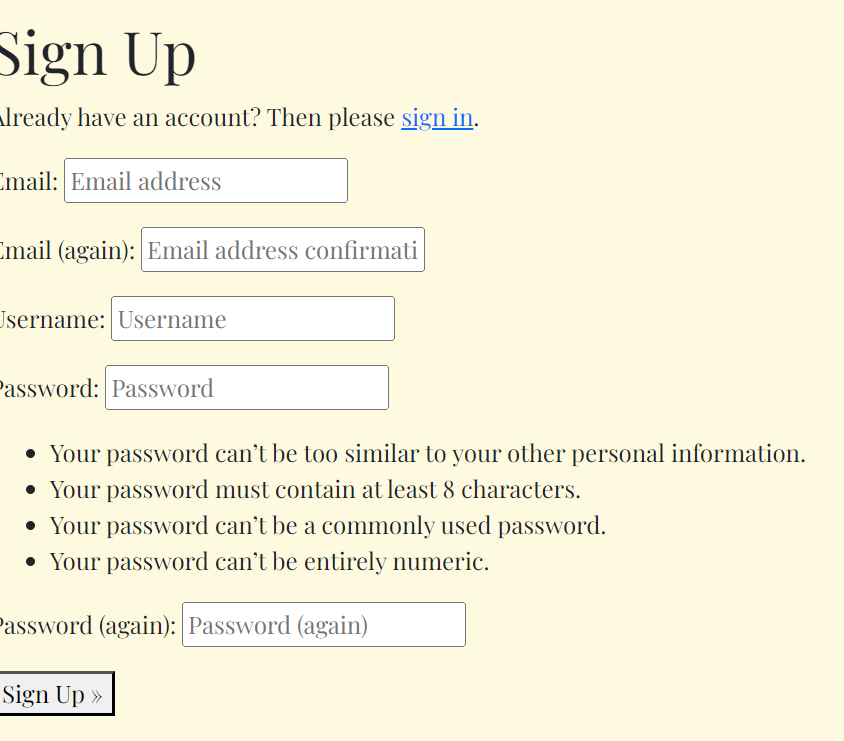 Sign Up
Already have an account? Then please sign in.
Email: Email address
Email (again): Email address confirmati
Username: Username
Password: Password
• Your password can’t be too similar to your other personal information.
• Your password must contain at least 8 characters.
• Your password can’t be a commonly used password.
• Your password can’t be entirely numeric.
Password (again): Password (again)
Sign Up »